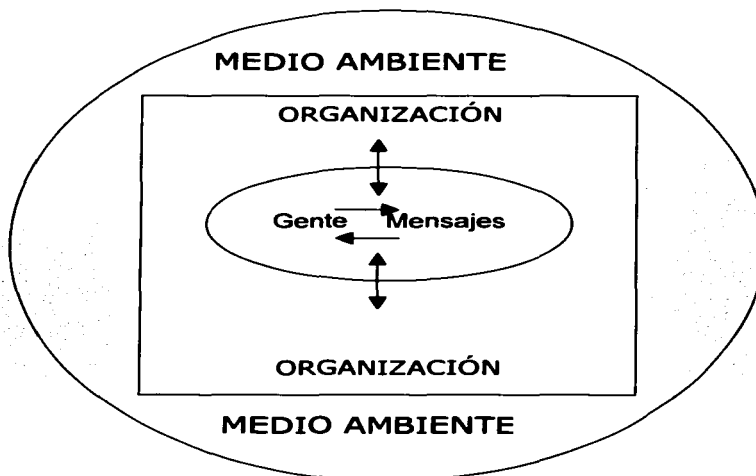 MEDIO AMBIENTE
ORGANIZACIÓN
Gente Mensajes
ORGANIZACIÓN
MEDIO AMBIENTE